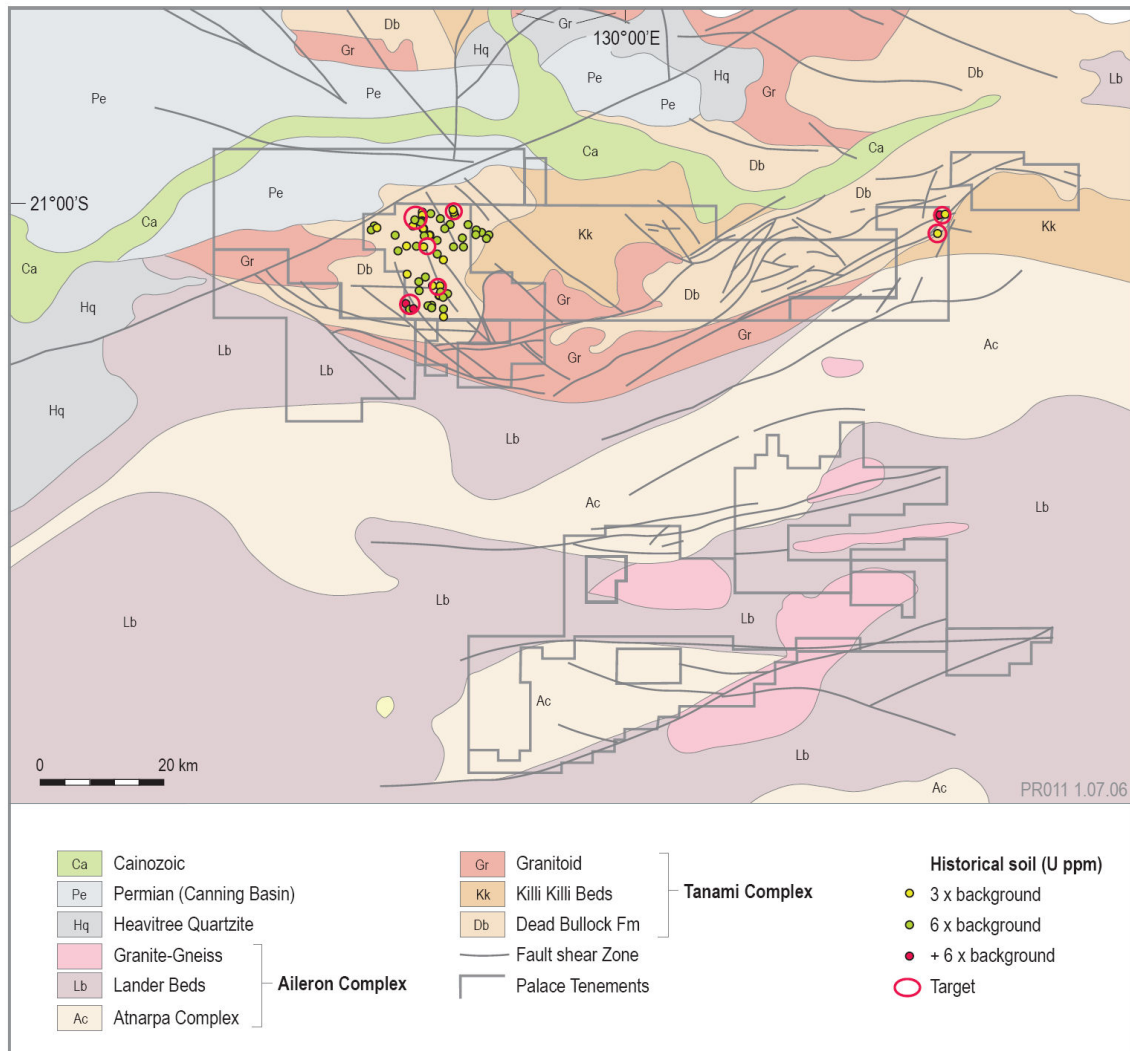 Db
Gr
130°00'E
Gr
Hq
Hq
Pe
Pe
Pe
Pe
Gr
Db
Lb
Ca
Db
Ca
21°00'S
Pe
Db
Ca
Kk
Kk
Ca
Gr
Db
Gr
Db
Hq
Lb
Gr
Gr
Ac
Lb
Hq
Lb
Ac
Lb
Lb
Lb
Lb
Ac
Lb
0 20 km
Ac
PR011 1.07.06
Ca Cainozoic
Pe Permian (Canning Basin)
Hq Heavitree Quartzite
Granite-Gneiss
Lb Lander Beds
Ac Atnarpa Complex
Aileron Complex
Gr Granitoid
Kk Killi Killi Beds
Db Dead Bullock Fm
Tanami Complex
Fault shear Zone
Palace Tenements
Historical soil (U ppm)
3 x background
6 x background
+ 6 x background
Target